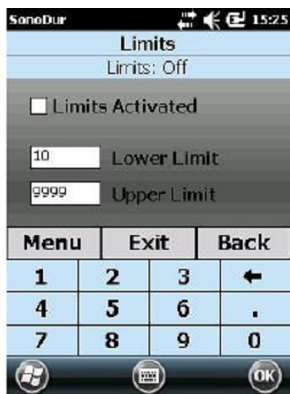 SonoDur 15:25
Limits
Limits: Off
Limits Activated
10 Lower Limit
9999 Upper Limit
Menu Exit Back
1 2 3 ←
4 5 6 .
7 8 9 0
OK